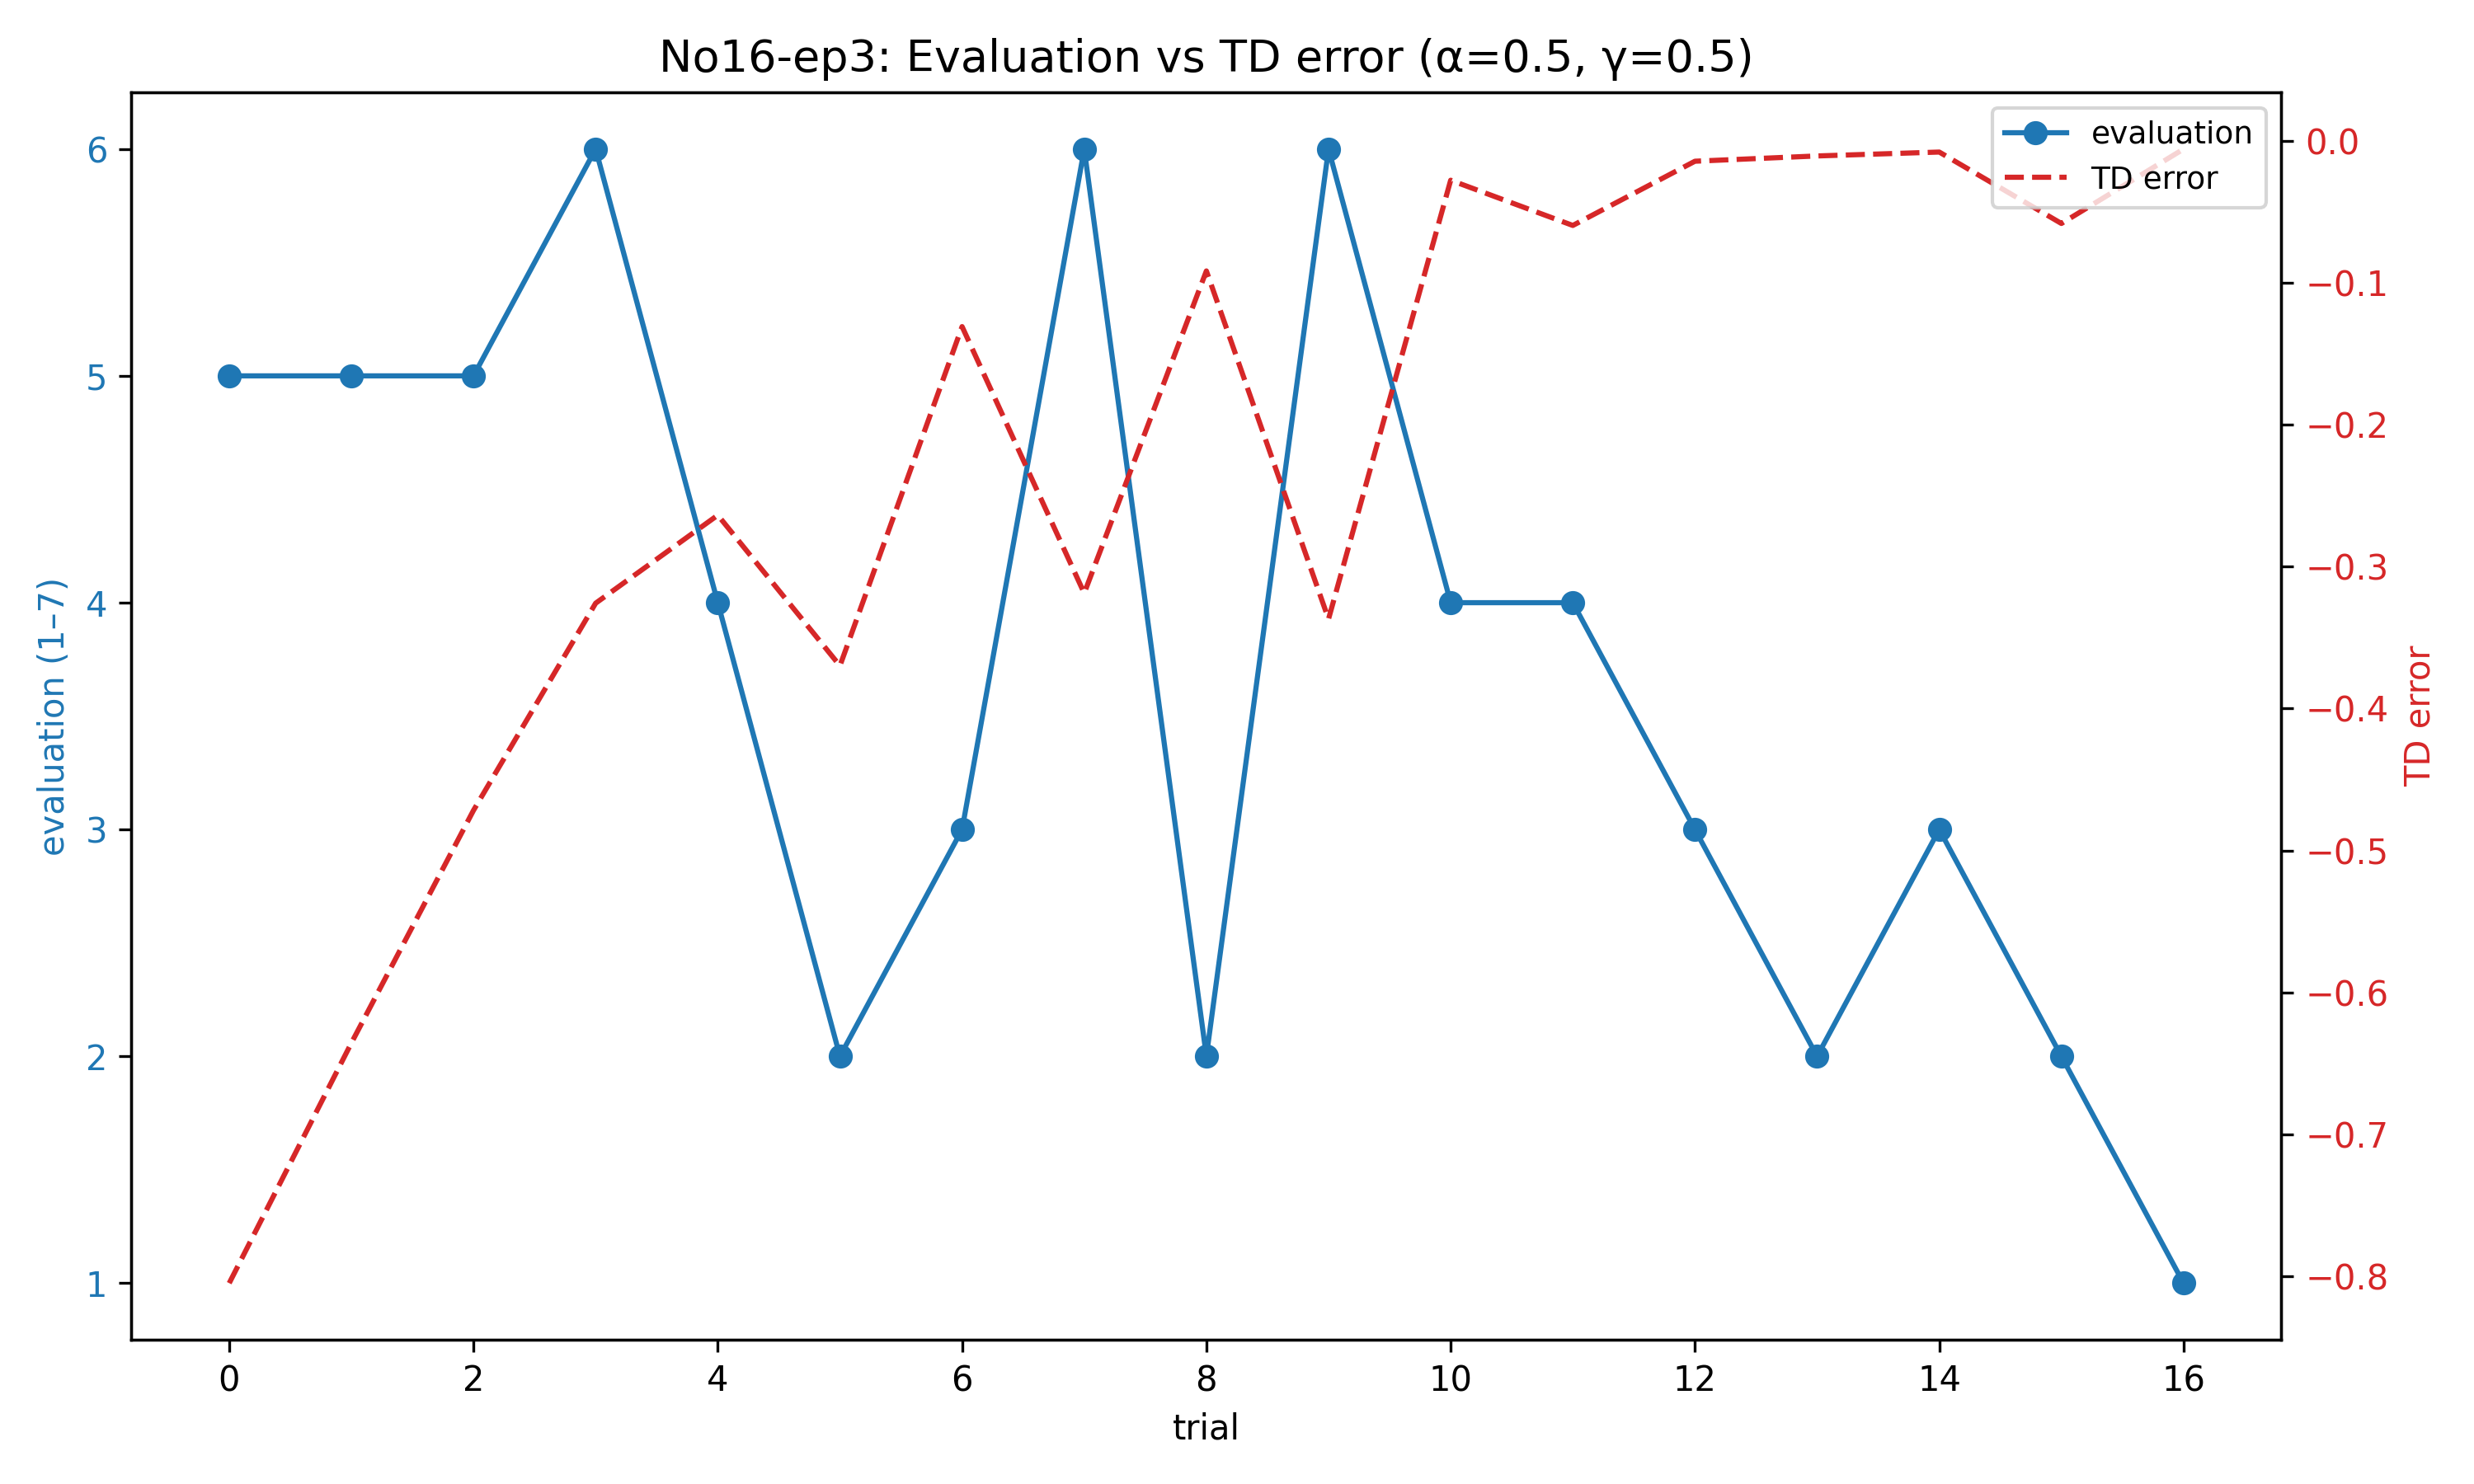 No16-ep3: Evaluation vs TD error (α=0.5, γ=0.5)
evaluation
TD error
6
5
4
3
2
1
evaluation (1–7)
0.0
−0.1
−0.2
−0.3
−0.4
−0.5
−0.6
−0.7
−0.8
TD error
0 2 4 6 8 10 12 14 16
trial